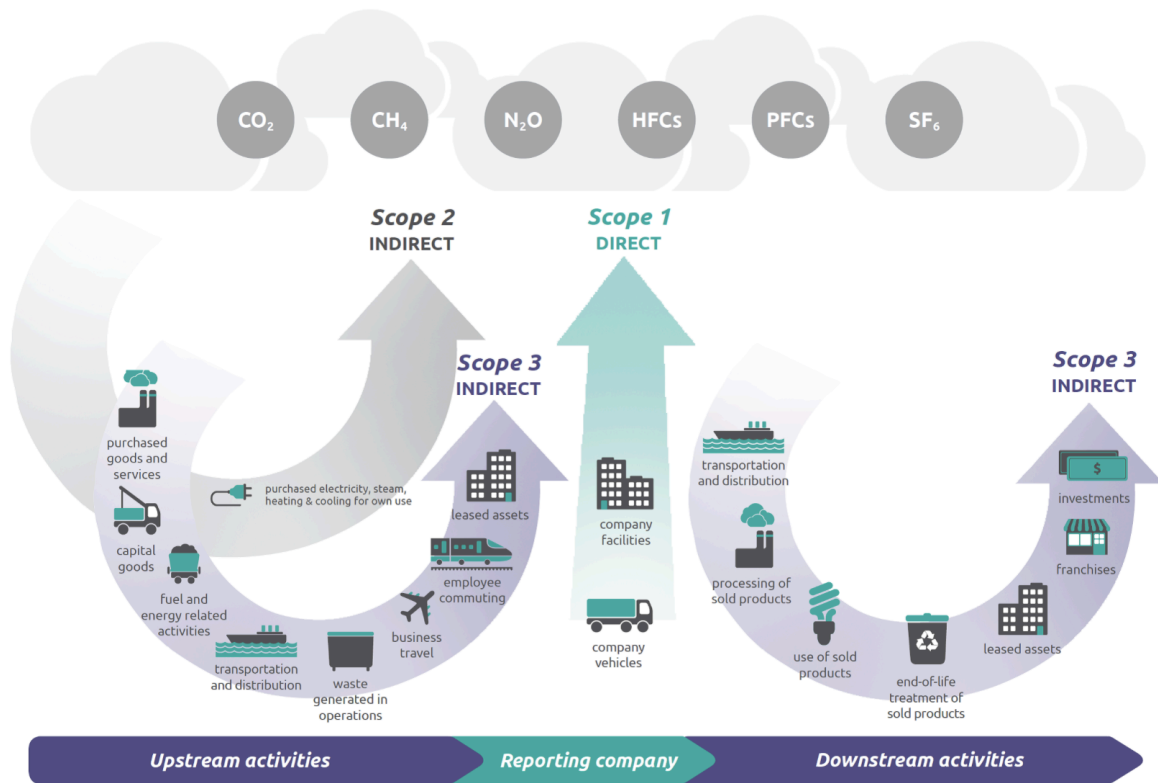 CO₂
CH₄
N₂O
HFCs
PFCs
SF₆
Scope 2
INDIRECT
Scope 1
DIRECT
Scope 3
INDIRECT
Scope 3
INDIRECT
purchased
goods and
services
capital
goods
fuel and
energy related
activities
transportation
and distribution
waste
generated in
operations
business
travel
employee
commuting
leased assets
purchased electricity, steam,
heating & cooling for own use
company
facilities
company
vehicles
transportation
and distribution
processing of
sold products
use of sold
products
end-of-life
treatment of
sold products
leased assets
franchises
$
investments
Upstream activities
Reporting company
Downstream activities